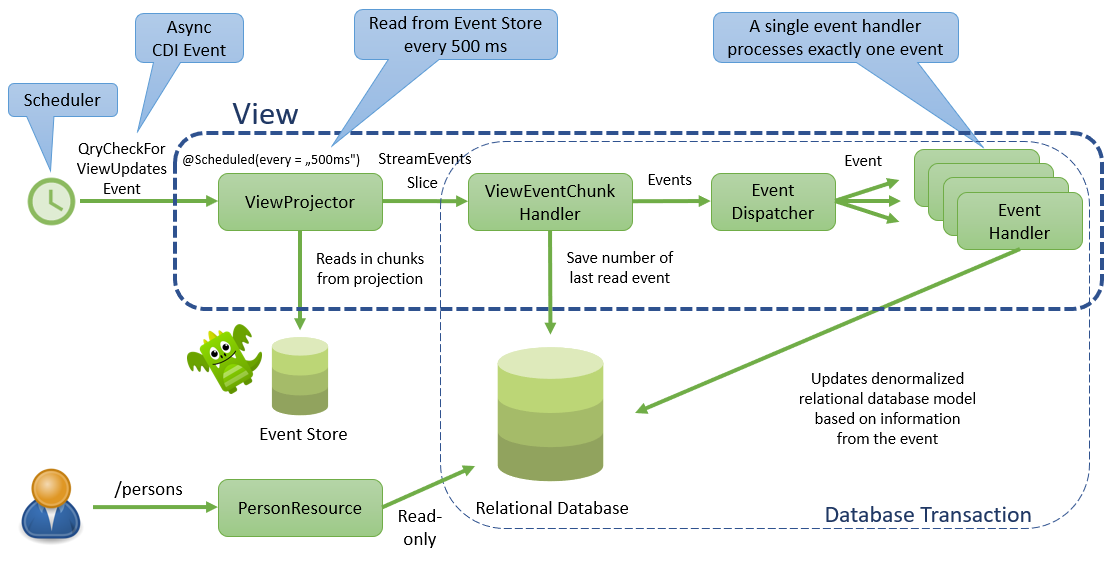 Async
CDI Event
Read from Event Store
every 500 ms
A single event handler
processes exactly one event
Scheduler
View
QryCheckFor
ViewUpdates
Event
@Scheduled(every = „500ms")
StreamEvents
Slice
Events
Event
ViewProjector
ViewEventChunk
Handler
Event
Dispatcher
Event
Handler
Reads in chunks
from projection
Save number of
last read event
Event Store
Updates denormalized
relational database model
based on information
from the event
/persons
PersonResource
Read-
only
Relational Database
Database Transaction